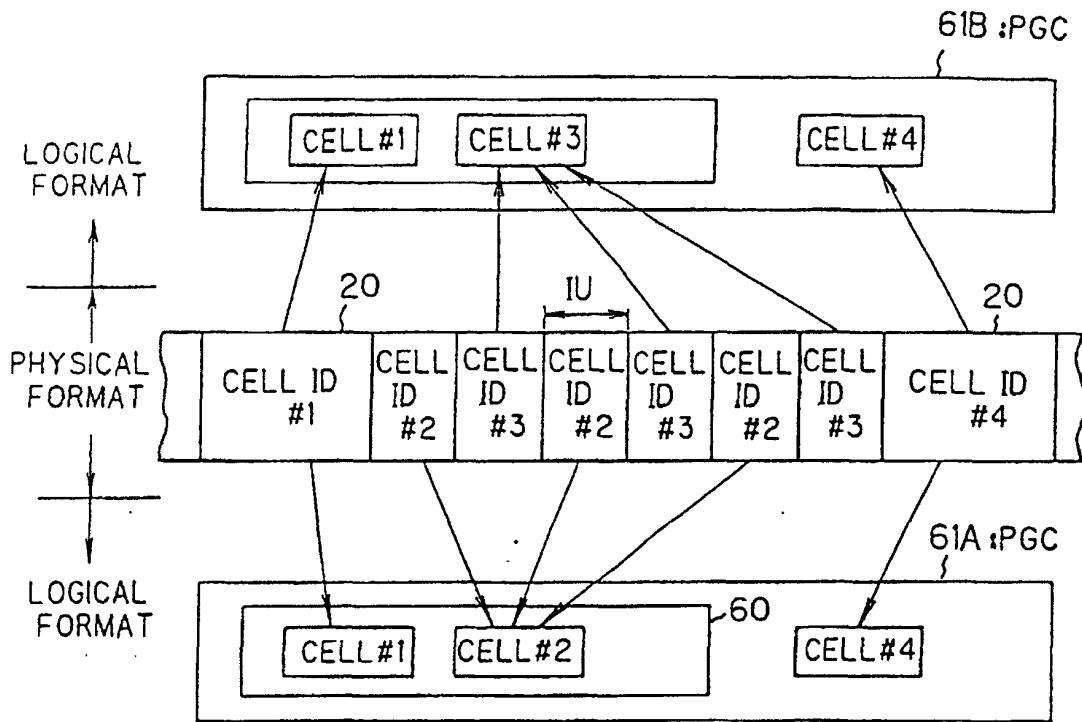 61B :PGC
CELL#1
CELL#3
CELL#4
LOGICAL
FORMAT
20
IU
20
PHYSICAL
FORMAT
CELL ID
#1
CELL
ID
#2
CELL
ID
#3
CELL
ID
#2
CELL
ID
#3
CELL
ID
#2
CELL
ID
#3
CELL ID
#4
61A :PGC
LOGICAL
FORMAT
60
CELL#1
CELL#2
CELL#4